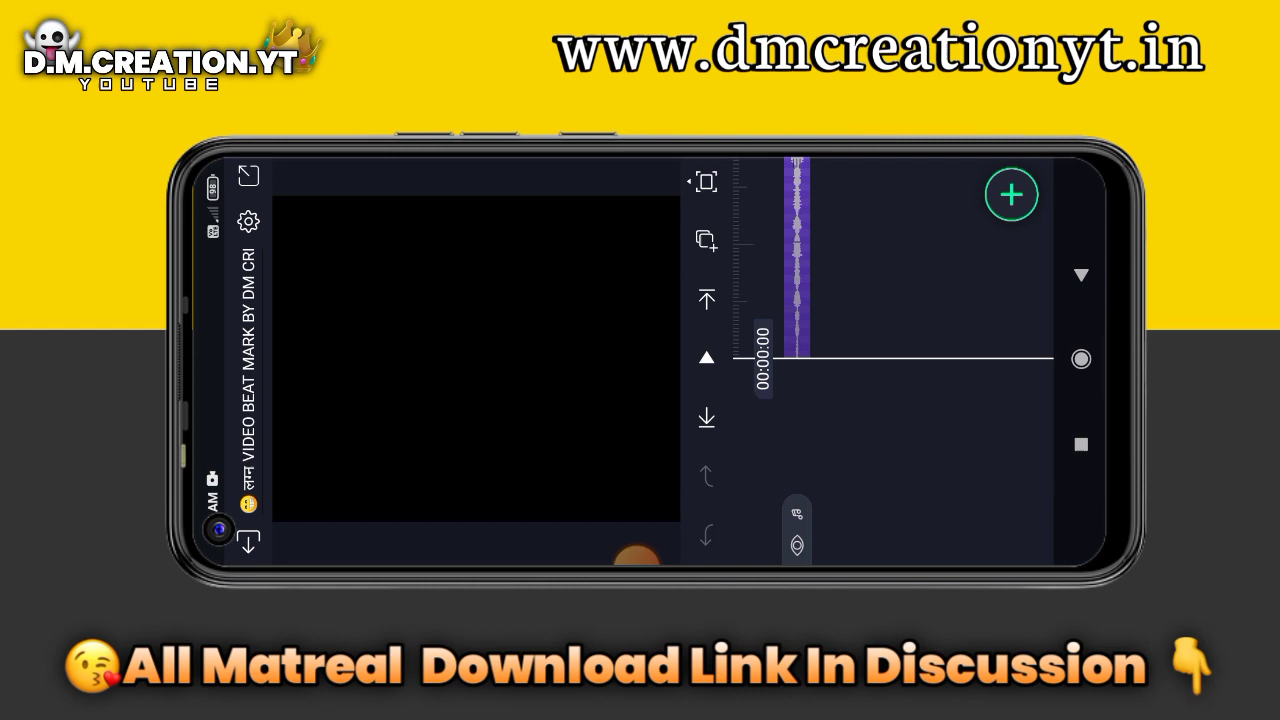 D.M.CREATION.YT
YOUTUBE
www.dmcreationyt.in
98
AM
😁 लग्न VIDEO BEAT MARK BY DM CRI
00:00:00
😘All Matreal Download Link In Discussion 👇